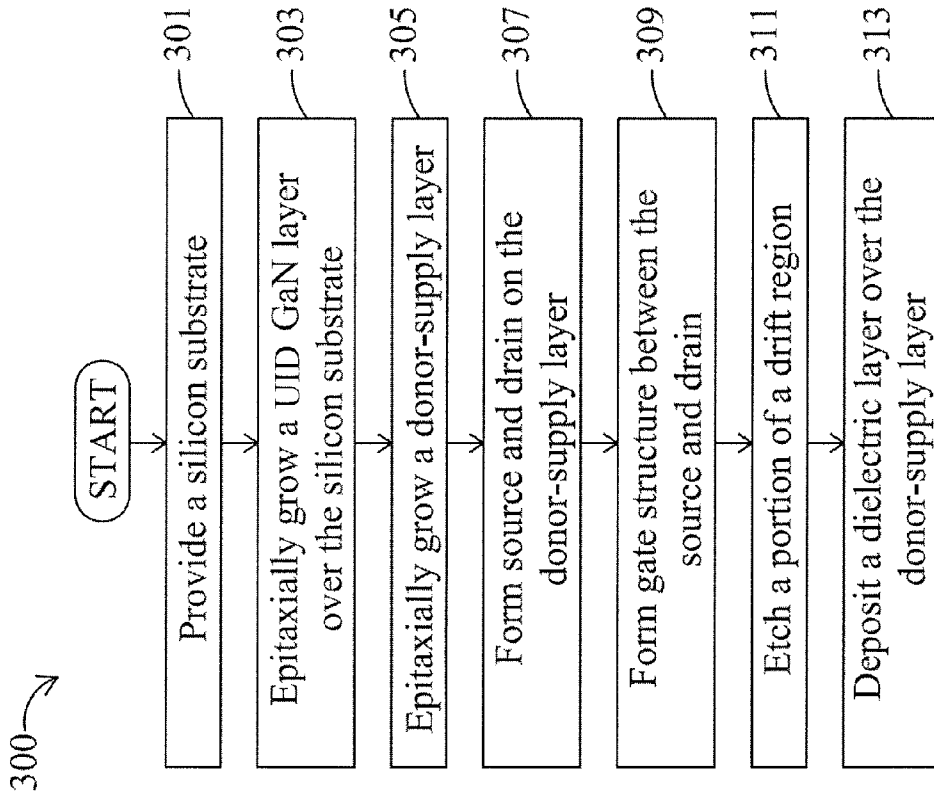 300
START
Provide a silicon substrate
301
Epitaxially grow a UID GaN layer
over the silicon substrate
303
Epitaxially grow a donor-supply layer
305
Form source and drain on the
donor-supply layer
307
Form gate structure between the
source and drain
309
Etch a portion of a drift region
311
Deposit a dielectric layer over the
donor-supply layer
313